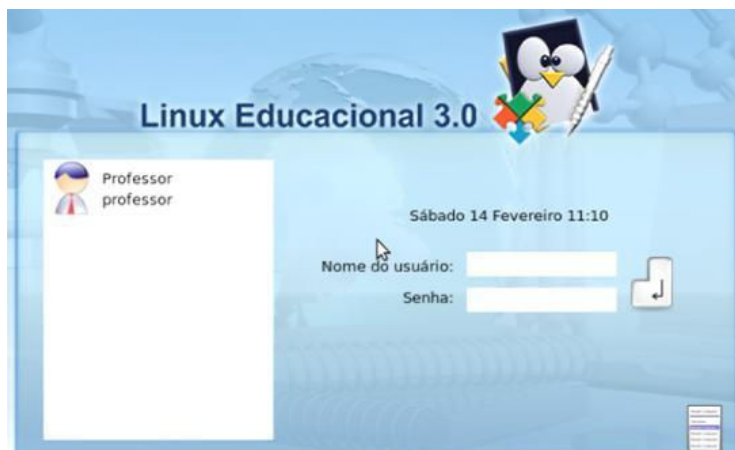 Linux Educacional 3.0
Professor
professor
Sábado 14 Fevereiro 11:10
Nome do usuário:
Senha: